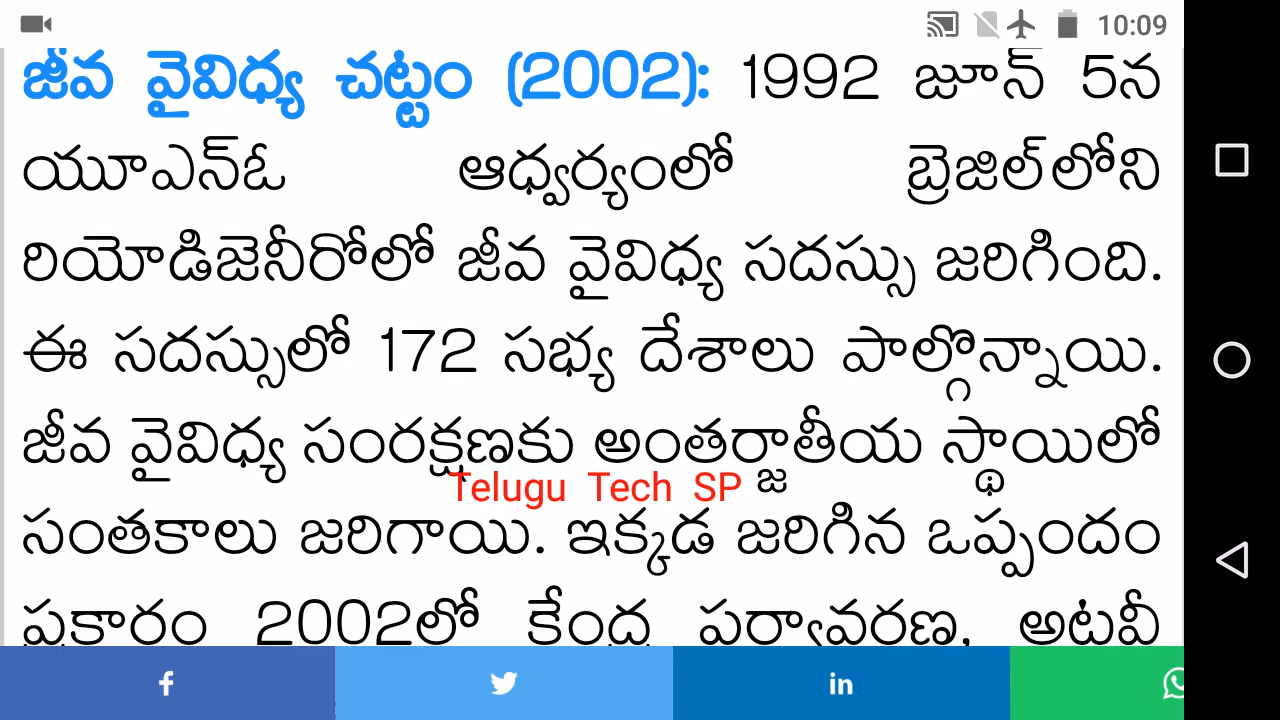 10:09
జీవ వైవిధ్య చట్టం (2002): 1992 జూన్ 5న
యూఎన్ఓ ఆధ్వర్యంలో బ్రెజిల్‌లోని
రియోడిజెనీరోలో జీవ వైవిధ్య సదస్సు జరిగింది.
ఈ సదస్సులో 172 సభ్య దేశాలు పాల్గొన్నాయి.
జీవ వైవిధ్య సంరక్షణకు అంతర్జాతీయ స్థాయిలో
Telugu Tech SP
సంతకాలు జరిగాయి. ఇక్కడ జరిగిన ఒప్పందం
ప్రకారం 2002లో కేంద్ర పర్యావరణ, అటవీ